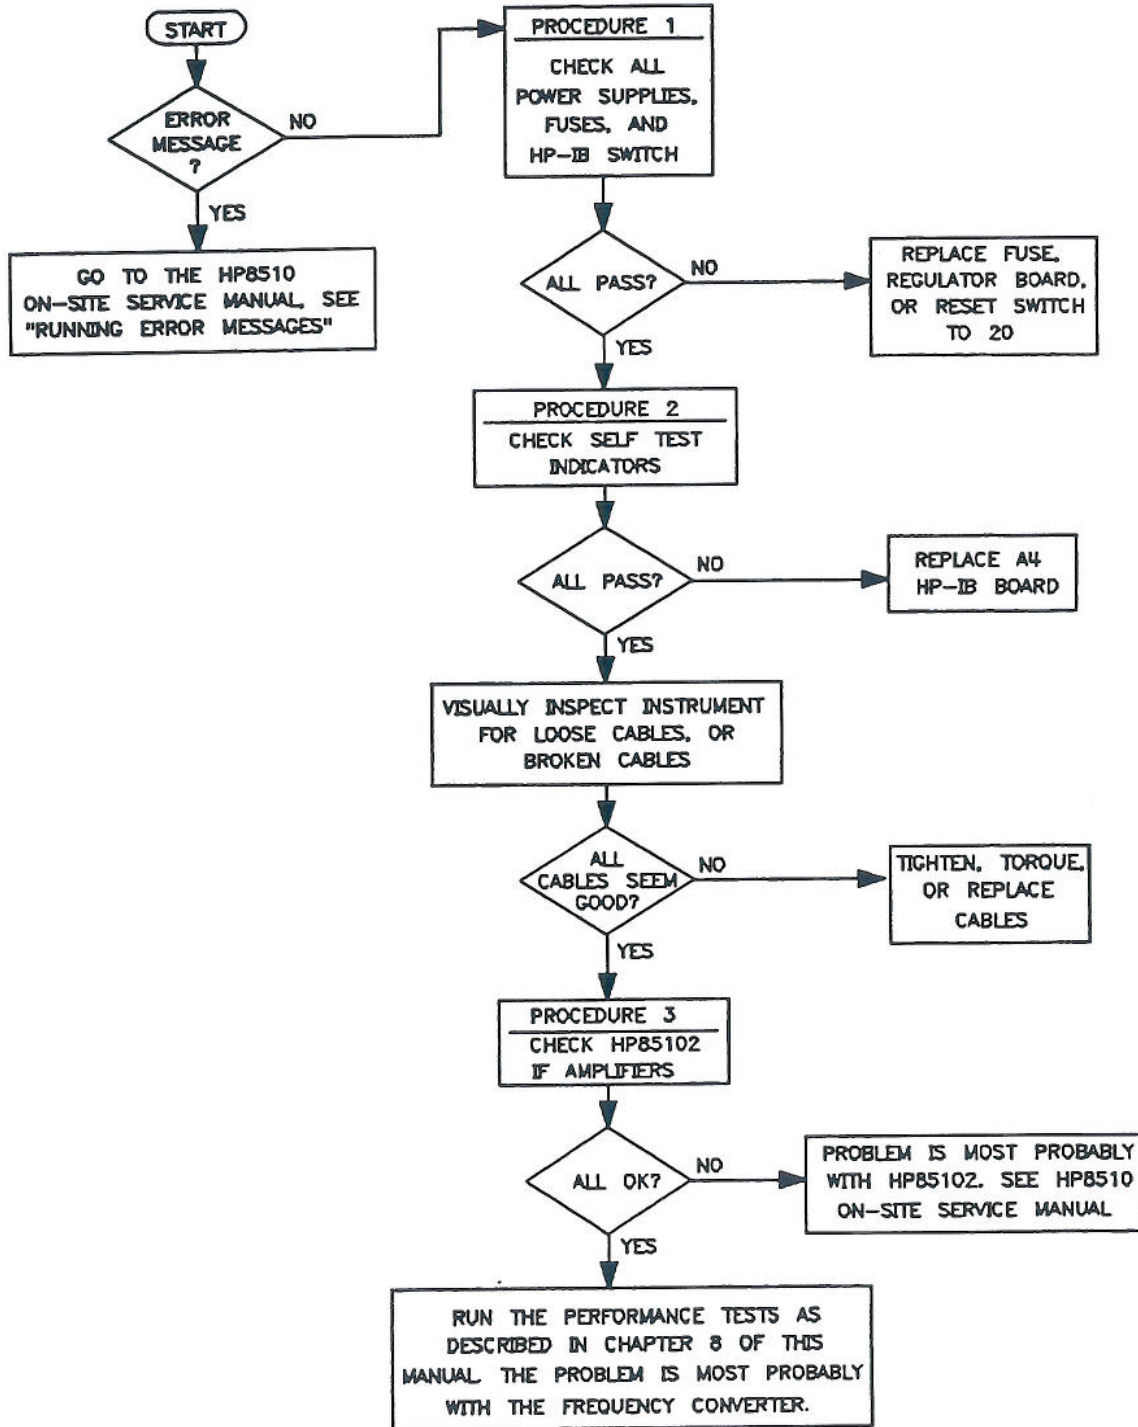 START
ERROR
MESSAGE
?
NO
YES
GO TO THE HP8510
ON-SITE SERVICE MANUAL, SEE
"RUNNING ERROR MESSAGES"
PROCEDURE 1
CHECK ALL
POWER SUPPLIES,
FUSES, AND
HP-IB SWITCH
ALL PASS?
NO
REPLACE FUSE,
REGULATOR BOARD,
OR RESET SWITCH
TO 20
YES
PROCEDURE 2
CHECK SELF TEST
INDICATORS
ALL PASS?
NO
REPLACE A4
HP-IB BOARD
YES
VISUALLY INSPECT INSTRUMENT
FOR LOOSE CABLES, OR
BROKEN CABLES
ALL
CABLES SEEM
GOOD?
NO
TIGHTEN, TORQUE,
OR REPLACE
CABLES
YES
PROCEDURE 3
CHECK HP85102
IF AMPLIFIERS
ALL OK?
NO
PROBLEM IS MOST PROBABLY
WITH HP85102. SEE HP8510
ON-SITE SERVICE MANUAL
YES
RUN THE PERFORMANCE TESTS AS
DESCRIBED IN CHAPTER 8 OF THIS
MANUAL THE PROBLEM IS MOST PROBABLY
WITH THE FREQUENCY CONVERTER.